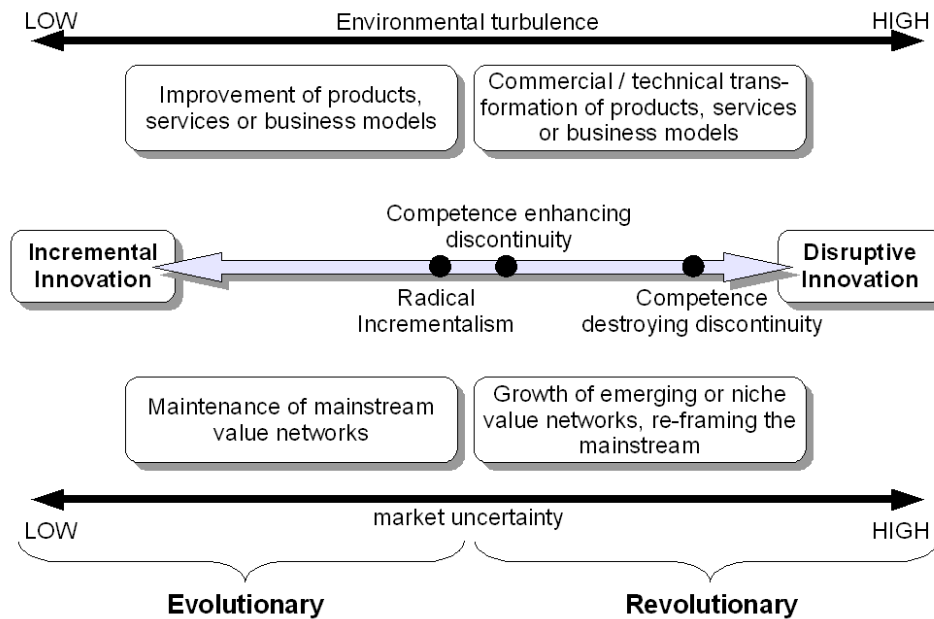 LOW
Environmental turbulence
HIGH
Improvement of products,
services or business models
Commercial / technical trans-
formation of products, services
or business models
Competence enhancing
discontinuity
Incremental
Innovation
Disruptive
Innovation
Radical
Incrementalism
Competence
destroying discontinuity
Maintenance of mainstream
value networks
Growth of emerging or niche
value networks, re-framing the
mainstream
LOW
market uncertainty
HIGH
Evolutionary
Revolutionary